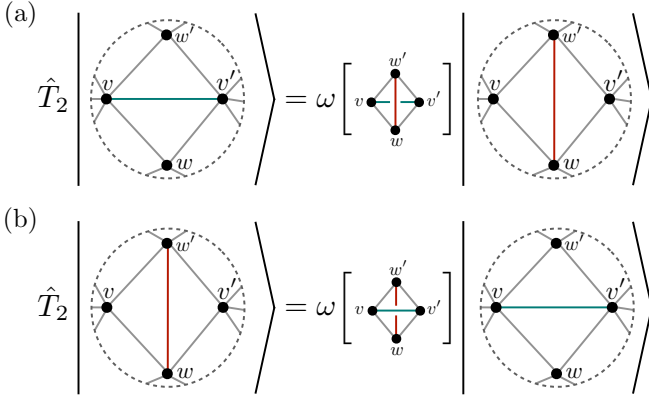 (a)
w′
v v′
w
T̂₂ | ⟩ = ω [ w′ v v′ w ] | w′ v v′ w ⟩
(b)
w′
v v′
w
T̂₂ | ⟩ = ω [ w′ v v′ w ] | w′ v v′ w ⟩